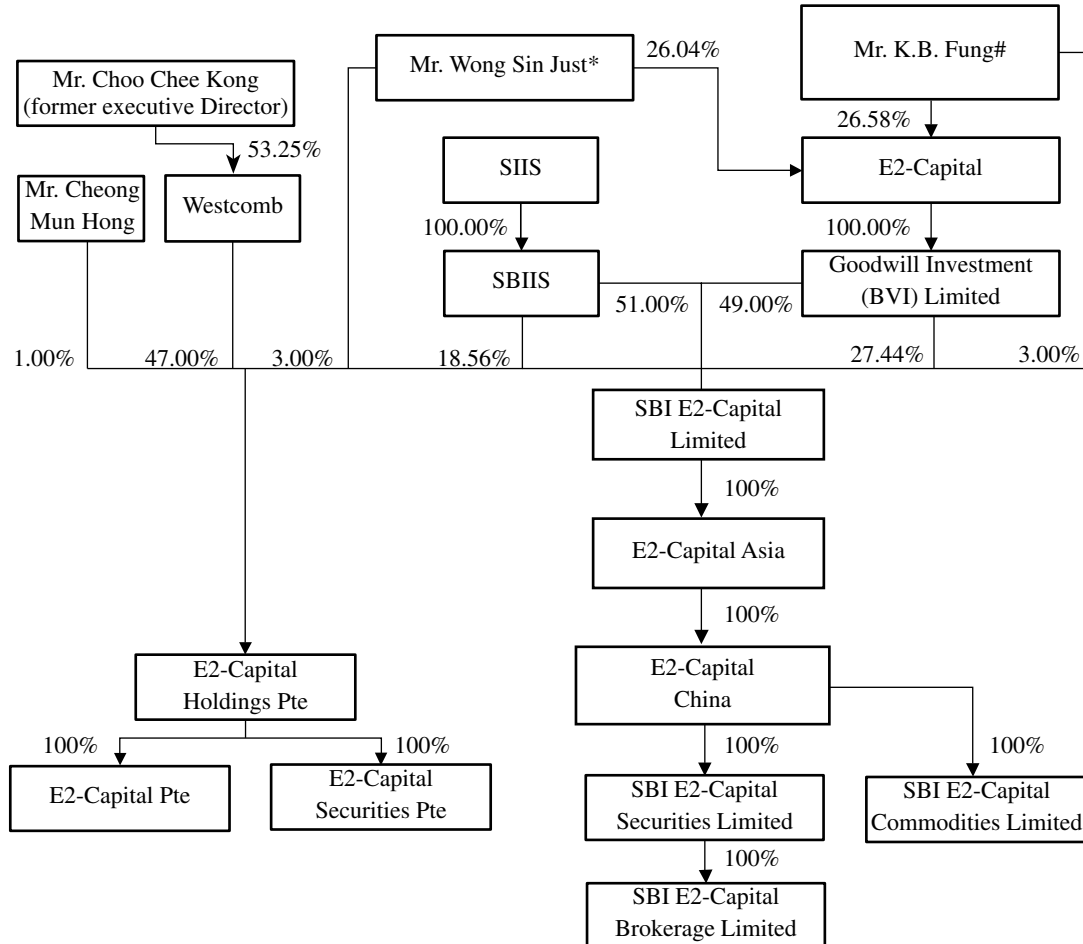 Mr. Wong Sin Just*
26.04%
Mr. K.B. Fung#
Mr. Choo Chee Kong
(former executive Director)
26.58%
53.25%
SIIS
E2-Capital
Mr. Cheong
Mun Hong
Westcomb
100.00%
100.00%
SBIIS
Goodwill Investment
(BVI) Limited
51.00%
49.00%
1.00%
47.00%
3.00%
18.56%
27.44%
3.00%
SBI E2-Capital
Limited
100%
E2-Capital Asia
100%
E2-Capital
Holdings Pte
E2-Capital
China
100%
100%
100%
100%
E2-Capital Pte
E2-Capital
Securities Pte
SBI E2-Capital
Securities Limited
SBI E2-Capital
Commodities Limited
100%
SBI E2-Capital
Brokerage Limited